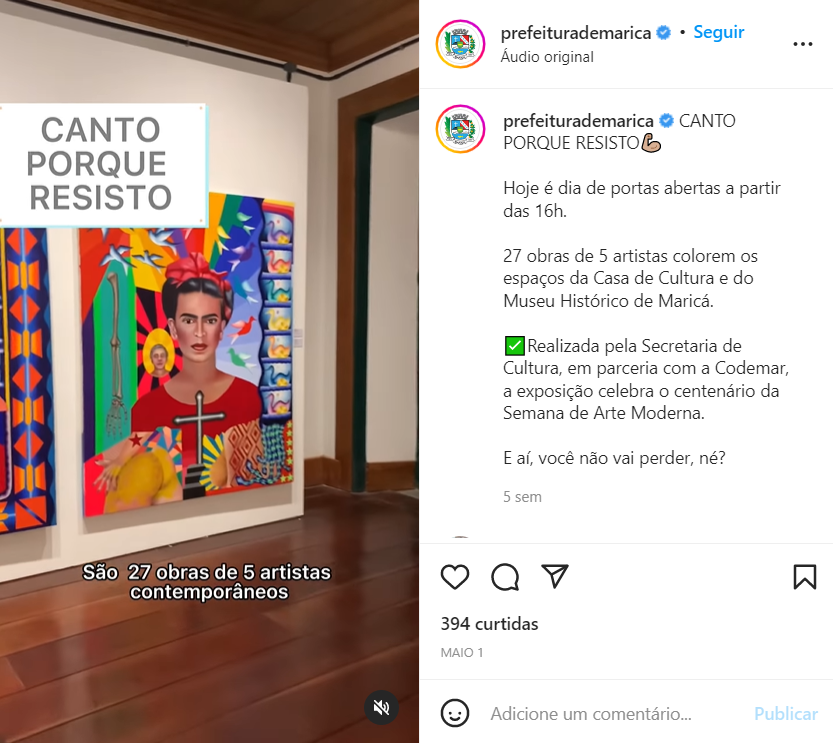 CANTO
PORQUE
RESISTO
São 27 obras de 5 artistas
contemporâneos
prefeiturademarica • Seguir
Áudio original
prefeiturademarica CANTO
PORQUE RESISTO💪🏼
Hoje é dia de portas abertas a partir
das 16h.
27 obras de 5 artistas colorem os
espaços da Casa de Cultura e do
Museu Histórico de Maricá.
✅Realizada pela Secretaria de
Cultura, em parceria com a Codemar,
a exposição celebra o centenário da
Semana de Arte Moderna.
E aí, você não vai perder, né?
5 sem
394 curtidas
MAIO 1
Adicione um comentário... Publicar